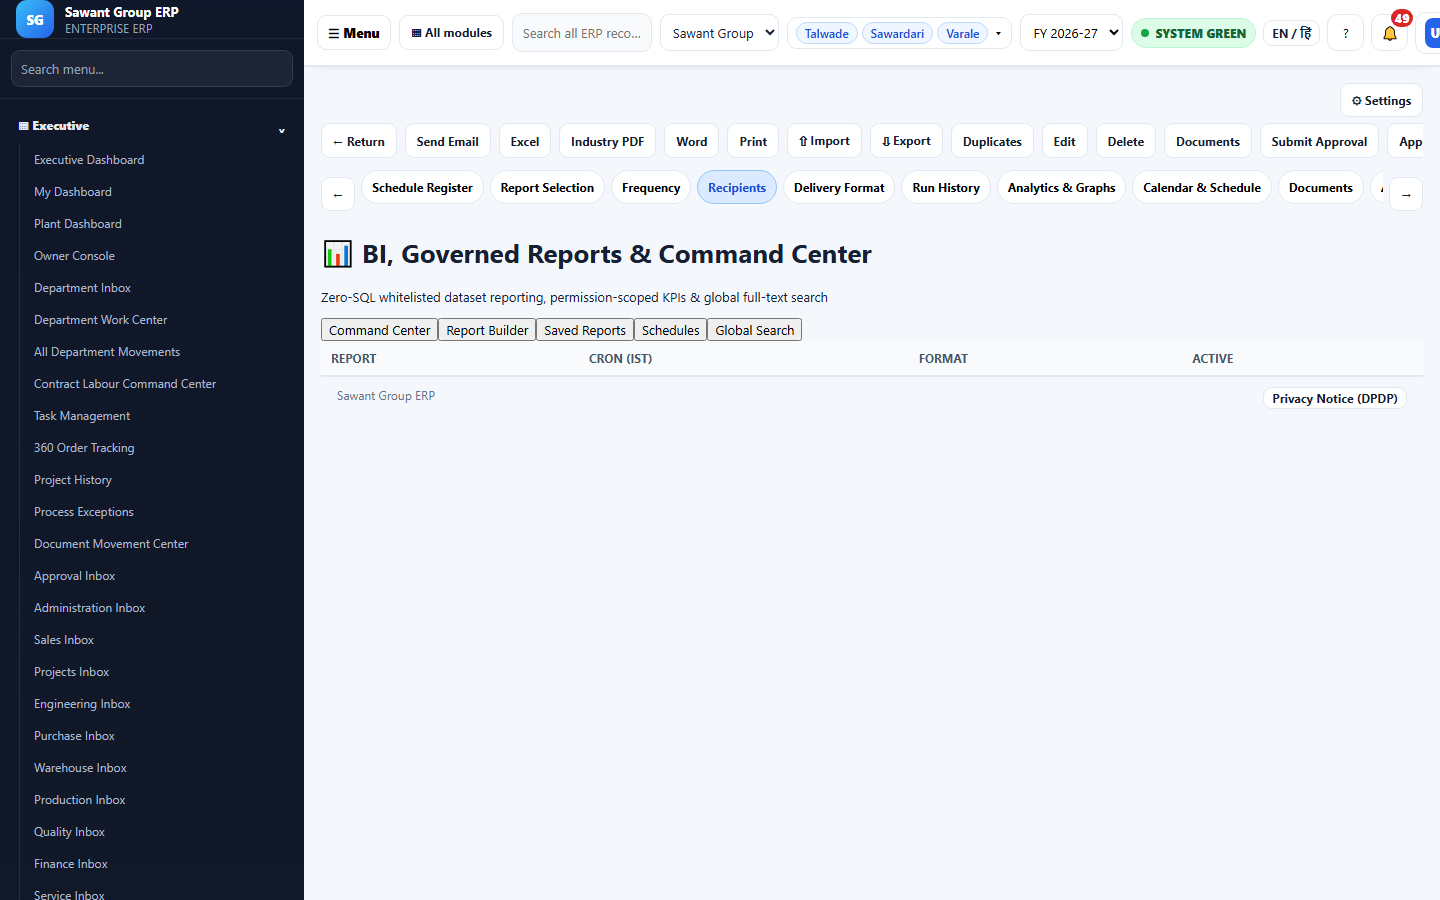 SG
Sawant Group ERP
ENTERPRISE ERP
Search menu...
Executive
Executive Dashboard
My Dashboard
Plant Dashboard
Owner Console
Department Inbox
Department Work Center
All Department Movements
Contract Labour Command Center
Task Management
360 Order Tracking
Project History
Process Exceptions
Document Movement Center
Approval Inbox
Administration Inbox
Sales Inbox
Projects Inbox
Engineering Inbox
Purchase Inbox
Warehouse Inbox
Production Inbox
Quality Inbox
Finance Inbox
Service Inbox
☰ Menu All modules Search all ERP reco... Sawant Group Talwade Sawardari Varale FY 2026-27 SYSTEM GREEN EN / हिं ? 49 U
⚙ Settings
← Return Send Email Excel Industry PDF Word Print ⇧ Import ⇩ Export Duplicates Edit Delete Documents Submit Approval App
← Schedule Register Report Selection Frequency Recipients Delivery Format Run History Analytics & Graphs Calendar & Schedule Documents →
BI, Governed Reports & Command Center
Zero-SQL whitelisted dataset reporting, permission-scoped KPIs & global full-text search
Command Center Report Builder Saved Reports Schedules Global Search
REPORT CRON (IST) FORMAT ACTIVE
Sawant Group ERP Privacy Notice (DPDP)